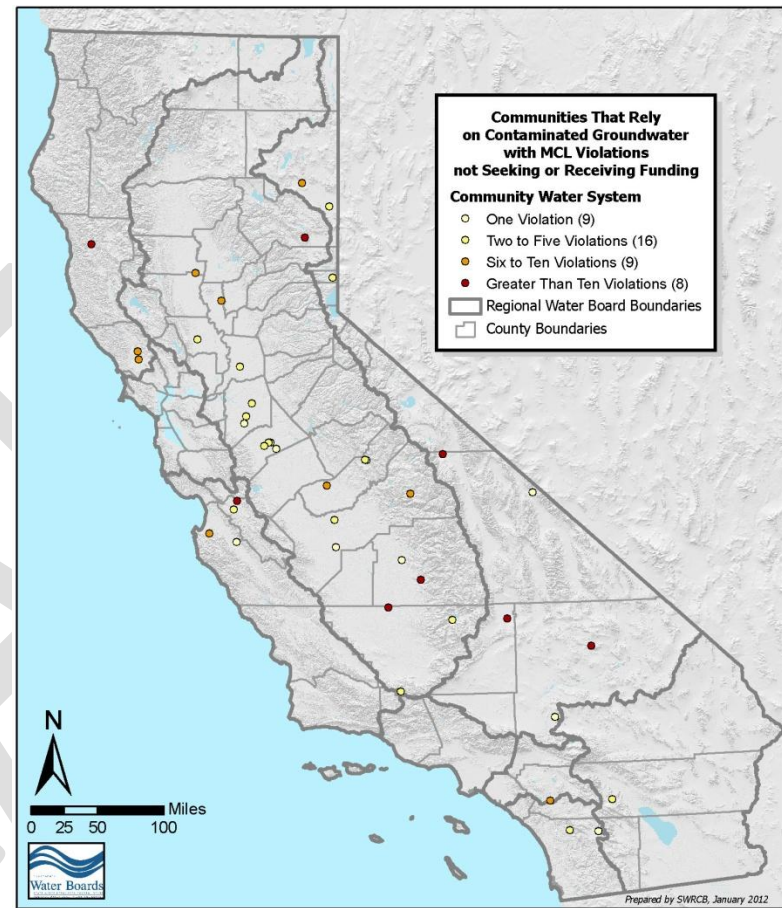 Communities That Rely
on Contaminated Groundwater
with MCL Violations
not Seeking or Receiving Funding
Community Water System
One Violation (9)
Two to Five Violations (16)
Six to Ten Violations (9)
Greater Than Ten Violations (8)
Regional Water Board Boundaries
County Boundaries
N
Miles
0 25 50 100
Water Boards
Prepared by SWRCB, January 2012